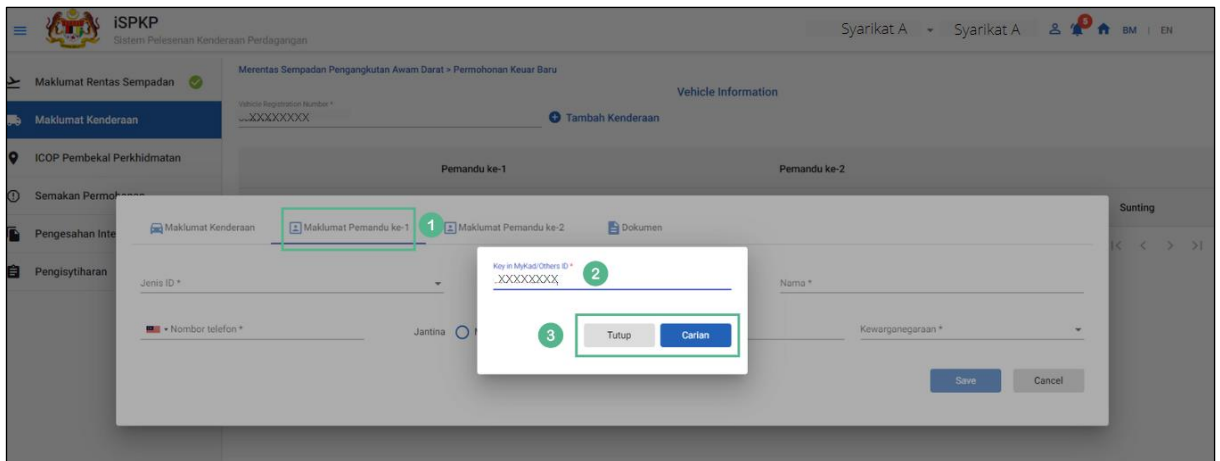 iSPKP
Sistem Pelesenan Kenderaan Perdagangan
Syarikat A
Syarikat A
5
BM | EN
Maklumat Rentas Sempadan
Maklumat Kenderaan
ICOP Pembekal Perkhidmatan
Semakan
Pengesahan
Pengisytiharan
Merentas Sempadan Pengangkutan Awam Darat > Permohonan Keuar Baru
Vehicle Information
Vehicle Registration Number *
XXXXXXXX
Tambah Kenderaan
Pemandu ke-1
Pemandu ke-2
Sunting
Maklumat Kenderaan
Maklumat Pemandu ke-1
1
Maklumat Pemandu ke-2
Dokumen
Jenis ID *
Nama *
Nombor telefon *
Jantina
Kewarganegaraan *
Save
Cancel
Key in MyKad/Others ID *
XXXXXXXX
2
3
Tutup
Carian